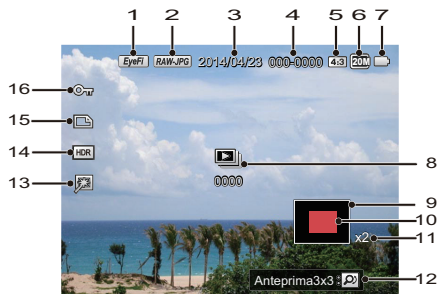 1 2 3 4 5 6 7
EyeFi RAW-JPG 2014/04/23 000-0000 4:3 20M
16
15
14 HDR
8
0000
13
9
10
x2 11
Anteprima3x3 : 12